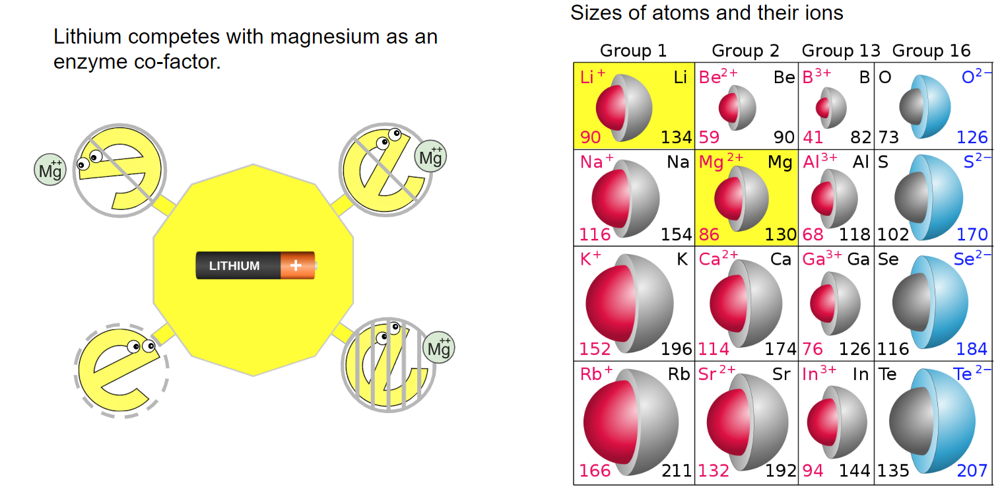 Lithium competes with magnesium as an
enzyme co-factor.
Mg++
Mg++
LITHIUM +
Mg++
Sizes of atoms and their ions
Group 1 Group 2 Group 13 Group 16
Li+ Li Be2+ Be B3+ B O O2−
90 134 59 90 41 82 73 126
Na+ Na Mg2+ Mg Al3+ Al S S2−
116 154 86 130 68 118 102 170
K+ K Ca2+ Ca Ga3+ Ga Se Se2−
152 196 114 174 76 126 116 184
Rb+ Rb Sr2+ Sr In3+ In Te Te2−
166 211 132 192 94 144 135 207